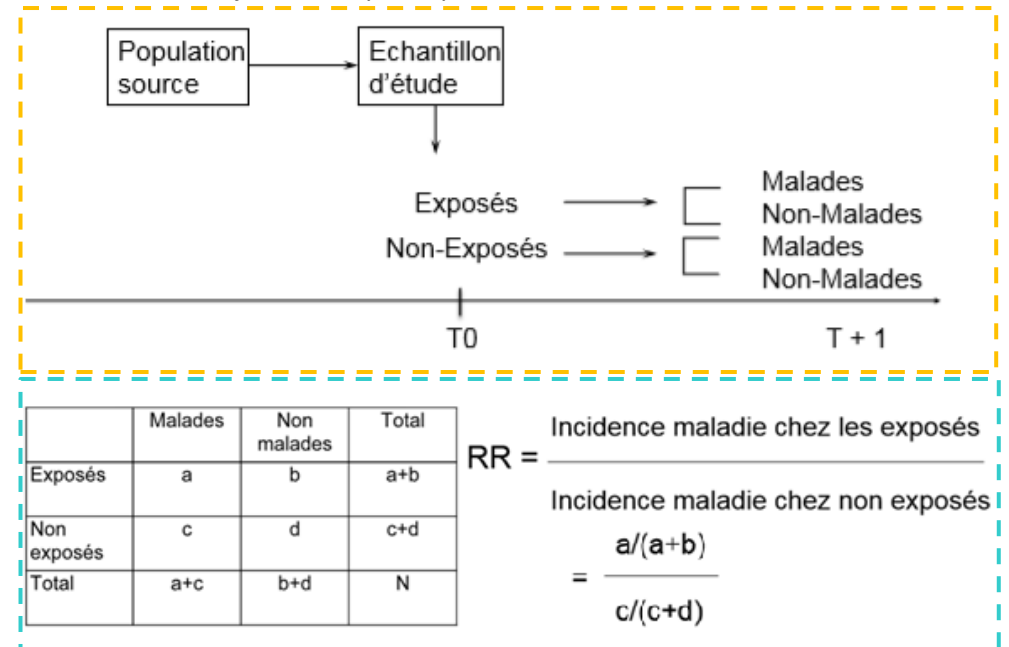 Population
source
Echantillon
d'étude
Exposés
Non-Exposés
Malades
Non-Malades
Malades
Non-Malades
T0
T + 1
Malades
Non
malades
Total
Exposés
a
b
a+b
Non
exposés
c
d
c+d
Total
a+c
b+d
N
RR =
Incidence maladie chez les exposés
Incidence maladie chez non exposés
=
a/(a+b)
c/(c+d)